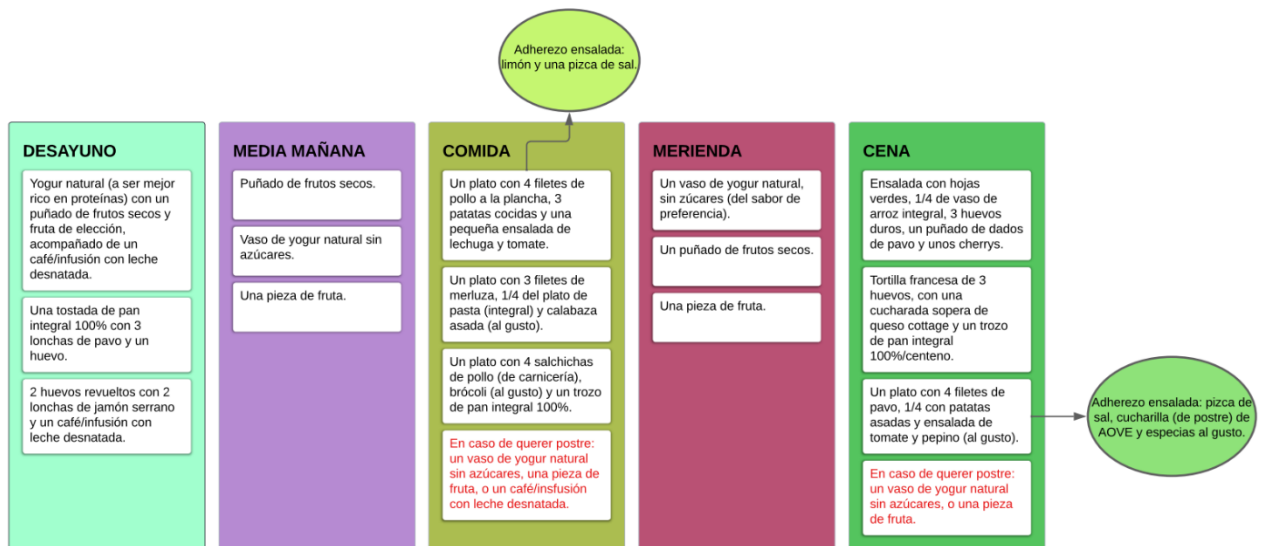 Adherezo ensalada:
limón y una pizca de sal.
DESAYUNO
Yogur natural (a ser mejor
rico en proteínas) con un
puñado de frutos secos y
fruta de elección,
acompañado de un
café/infusión con leche
desnatada.
Una tostada de pan
integral 100% con 3
lonchas de pavo y un
huevo.
2 huevos revueltos con 2
lonchas de jamón serrano
y un café/infusión con
leche desnatada.
MEDIA MAÑANA
Puñado de frutos secos.
Vaso de yogur natural sin
azúcares.
Una pieza de fruta.
COMIDA
Un plato con 4 filetes de
pollo a la plancha, 3
patatas cocidas y una
pequeña ensalada de
lechuga y tomate.
Un plato con 3 filetes de
merluza, 1/4 del plato de
pasta (integral) y calabaza
asada (al gusto).
Un plato con 4 salchichas
de pollo (de carnicería),
brócoli (al gusto) y un trozo
de pan integral 100%.
En caso de querer postre:
un vaso de yogur natural
sin azúcares, una pieza de
fruta, o un café/insfusión
con leche desnatada.
MERIENDA
Un vaso de yogur natural,
sin zúcares (del sabor de
preferencia).
Un puñado de frutos secos.
Una pieza de fruta.
CENA
Ensalada con hojas
verdes, 1/4 de vaso de
arroz integral, 3 huevos
duros, un puñado de dados
de pavo y unos cherrys.
Tortilla francesa de 3
huevos, con una
cucharada sopera de
queso cottage y un trozo
de pan integral
100%/centeno.
Un plato con 4 filetes de
pavo, 1/4 con patatas
asadas y ensalada de
tomate y pepino (al gusto).
En caso de querer postre:
un vaso de yogur natural
sin azúcares, o una pieza
de fruta.
Adherezo ensalada: pizca de
sal, cucharilla (de postre) de
AOVE y especias al gusto.